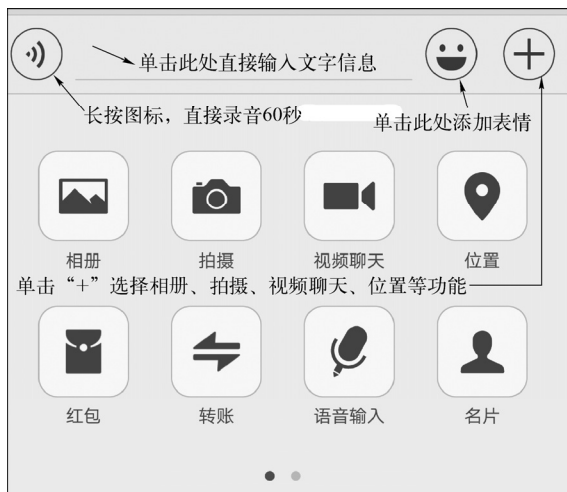 单击此处直接输入文字信息
长按图标，直接录音60秒
单击此处添加表情
相册
拍摄
视频聊天
位置
单击“+”选择相册、拍摄、视频聊天、位置等功能
红包
转账
语音输入
名片